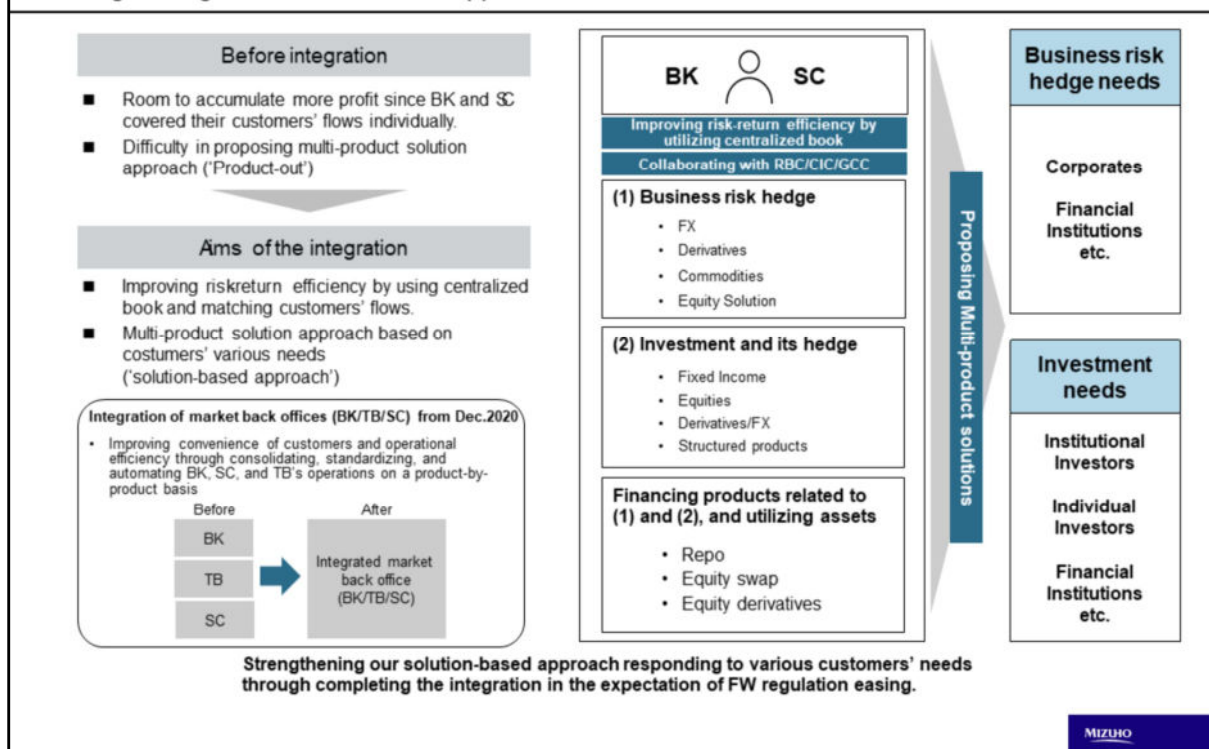 Before integration
■ Room to accumulate more profit since BK and SC
covered their customers' flows individually.
■ Difficulty in proposing multi-product solution
approach ('Product-out')
Aims of the integration
■ Improving riskreturn efficiency by using centralized
book and matching customers' flows.
■ Multi-product solution approach based on
costumers' various needs
('solution-based approach')
Integration of market back offices (BK/TB/SC) from Dec.2020
• Improving convenience of customers and operational
efficiency through consolidating, standardizing, and
automating BK, SC, and TB's operations on a product-by-
product basis
Before
After
BK
TB
SC
Integrated market
back office
(BK/TB/SC)
BK
SC
Improving risk-return efficiency by
utilizing centralized book
Collaborating with RBC/CIC/GCC
(1) Business risk hedge
• FX
• Derivatives
• Commodities
• Equity Solution
(2) Investment and its hedge
• Fixed Income
• Equities
• Derivatives/FX
• Structured products
Financing products related to
(1) and (2), and utilizing assets
• Repo
• Equity swap
• Equity derivatives
Proposing Multi-product solutions
Business risk
hedge needs
Corporates
Financial
Institutions
etc.
Investment
needs
Institutional
Investors
Individual
Investors
Financial
Institutions
etc.
Strengthening our solution-based approach responding to various customers' needs
through completing the integration in the expectation of FW regulation easing.
MIZUHO